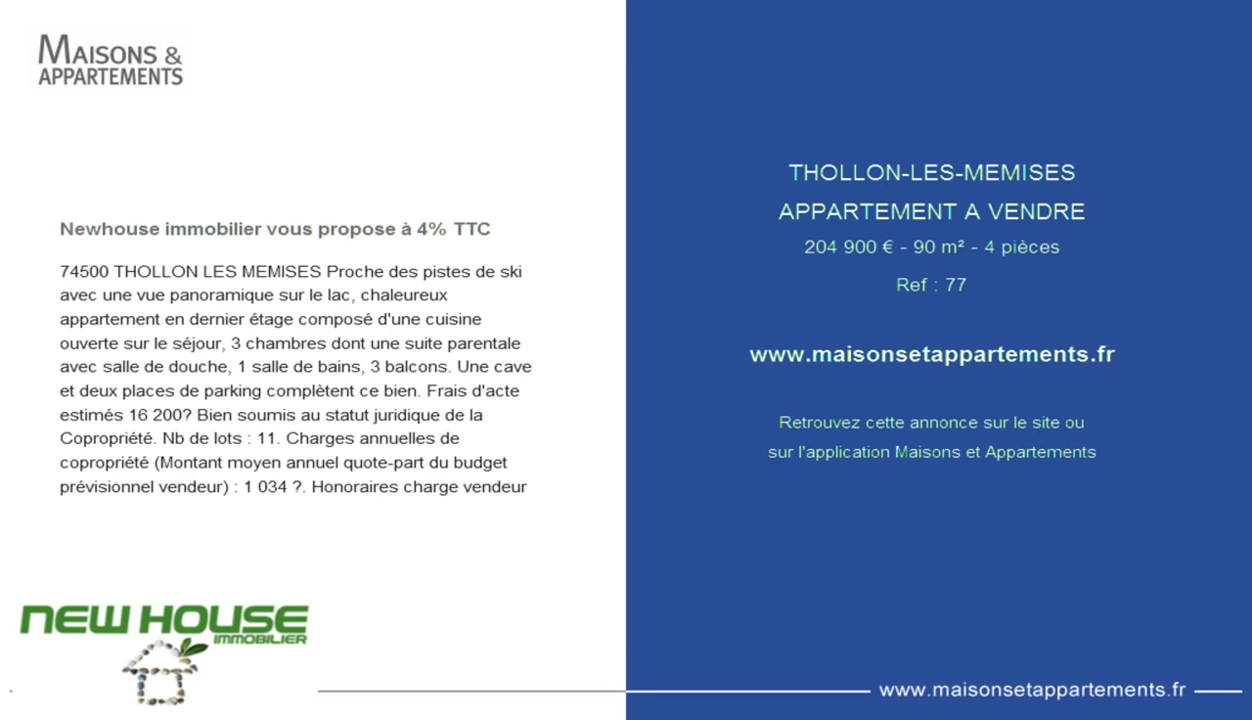 MAISONS &
APPARTEMENTS
Newhouse immobilier vous propose à 4% TTC
74500 THOLLON LES MEMISES Proche des pistes de ski
avec une vue panoramique sur le lac, chaleureux
appartement en dernier étage composé d'une cuisine
ouverte sur le séjour, 3 chambres dont une suite parentale
avec salle de douche, 1 salle de bains, 3 balcons. Une cave
et deux places de parking complètent ce bien. Frais d'acte
estimés 16 200? Bien soumis au statut juridique de la
Copropriété. Nb de lots : 11. Charges annuelles de
copropriété (Montant moyen annuel quote-part du budget
prévisionnel vendeur) : 1 034 ?. Honoraires charge vendeur
NEW HOUSE
IMMOBILIER
THOLLON-LES-MEMISES
APPARTEMENT A VENDRE
204 900 € - 90 m² - 4 pièces
Ref : 77
www.maisonsetappartements.fr
Retrouvez cette annonce sur le site ou
sur l'application Maisons et Appartements
www.maisonsetappartements.fr